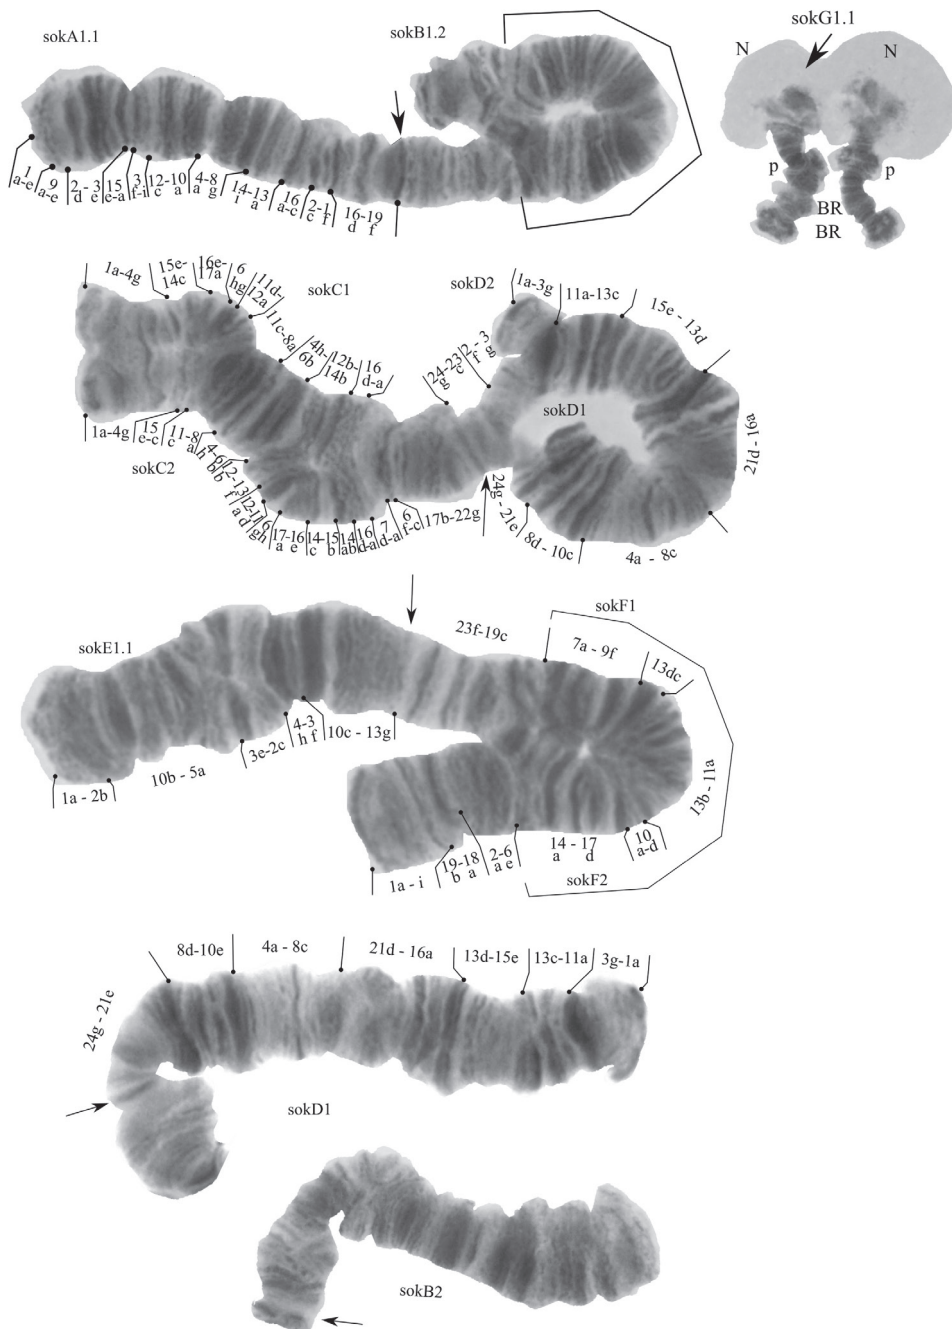 sokA1.1
sokB1.2
sokG1.1
N
N
p
p
BR
BR
1
a-e
9
a-e
2 - 3
d e
15
e-a
3
f-i
12-10
c a
4-8
a g
14-13
i a
16
a-c
2-1
c f
16-19
d f
1a-4g
15e-
14c
16e-
17a
6
hg
11d-
12a
11c-8a
sokC1
4h-
6b
12b-
14b
16
d-a
24-23
g c
2 - 3
f g
sokD2
1a-3g
11a-13c
15e - 13d
21d - 16a
sokD1
1a-4g
15
e-c
11-8
c a
sokC2
4-6
h b
12-13
b f
12-11
a d
6
gh
17-16
a e
14-15
c b
14
ab
16
d-a
7
d-a
6
f-c
17b-22g
24g - 21e
8d - 10c
4a - 8c
sokE1.1
23f-19c
sokF1
7a - 9f
13dc
13b - 11a
1a - 2b
10b - 5a
3e-2c
4-3
h f
10c - 13g
1a - i
19-18
b a
2-6
a e
14 - 17
a d
10
a-d
sokF2
24g - 21e
8d-10e
4a - 8c
21d - 16a
13d-15e
13c-11a
3g-1a
sokD1
sokB2